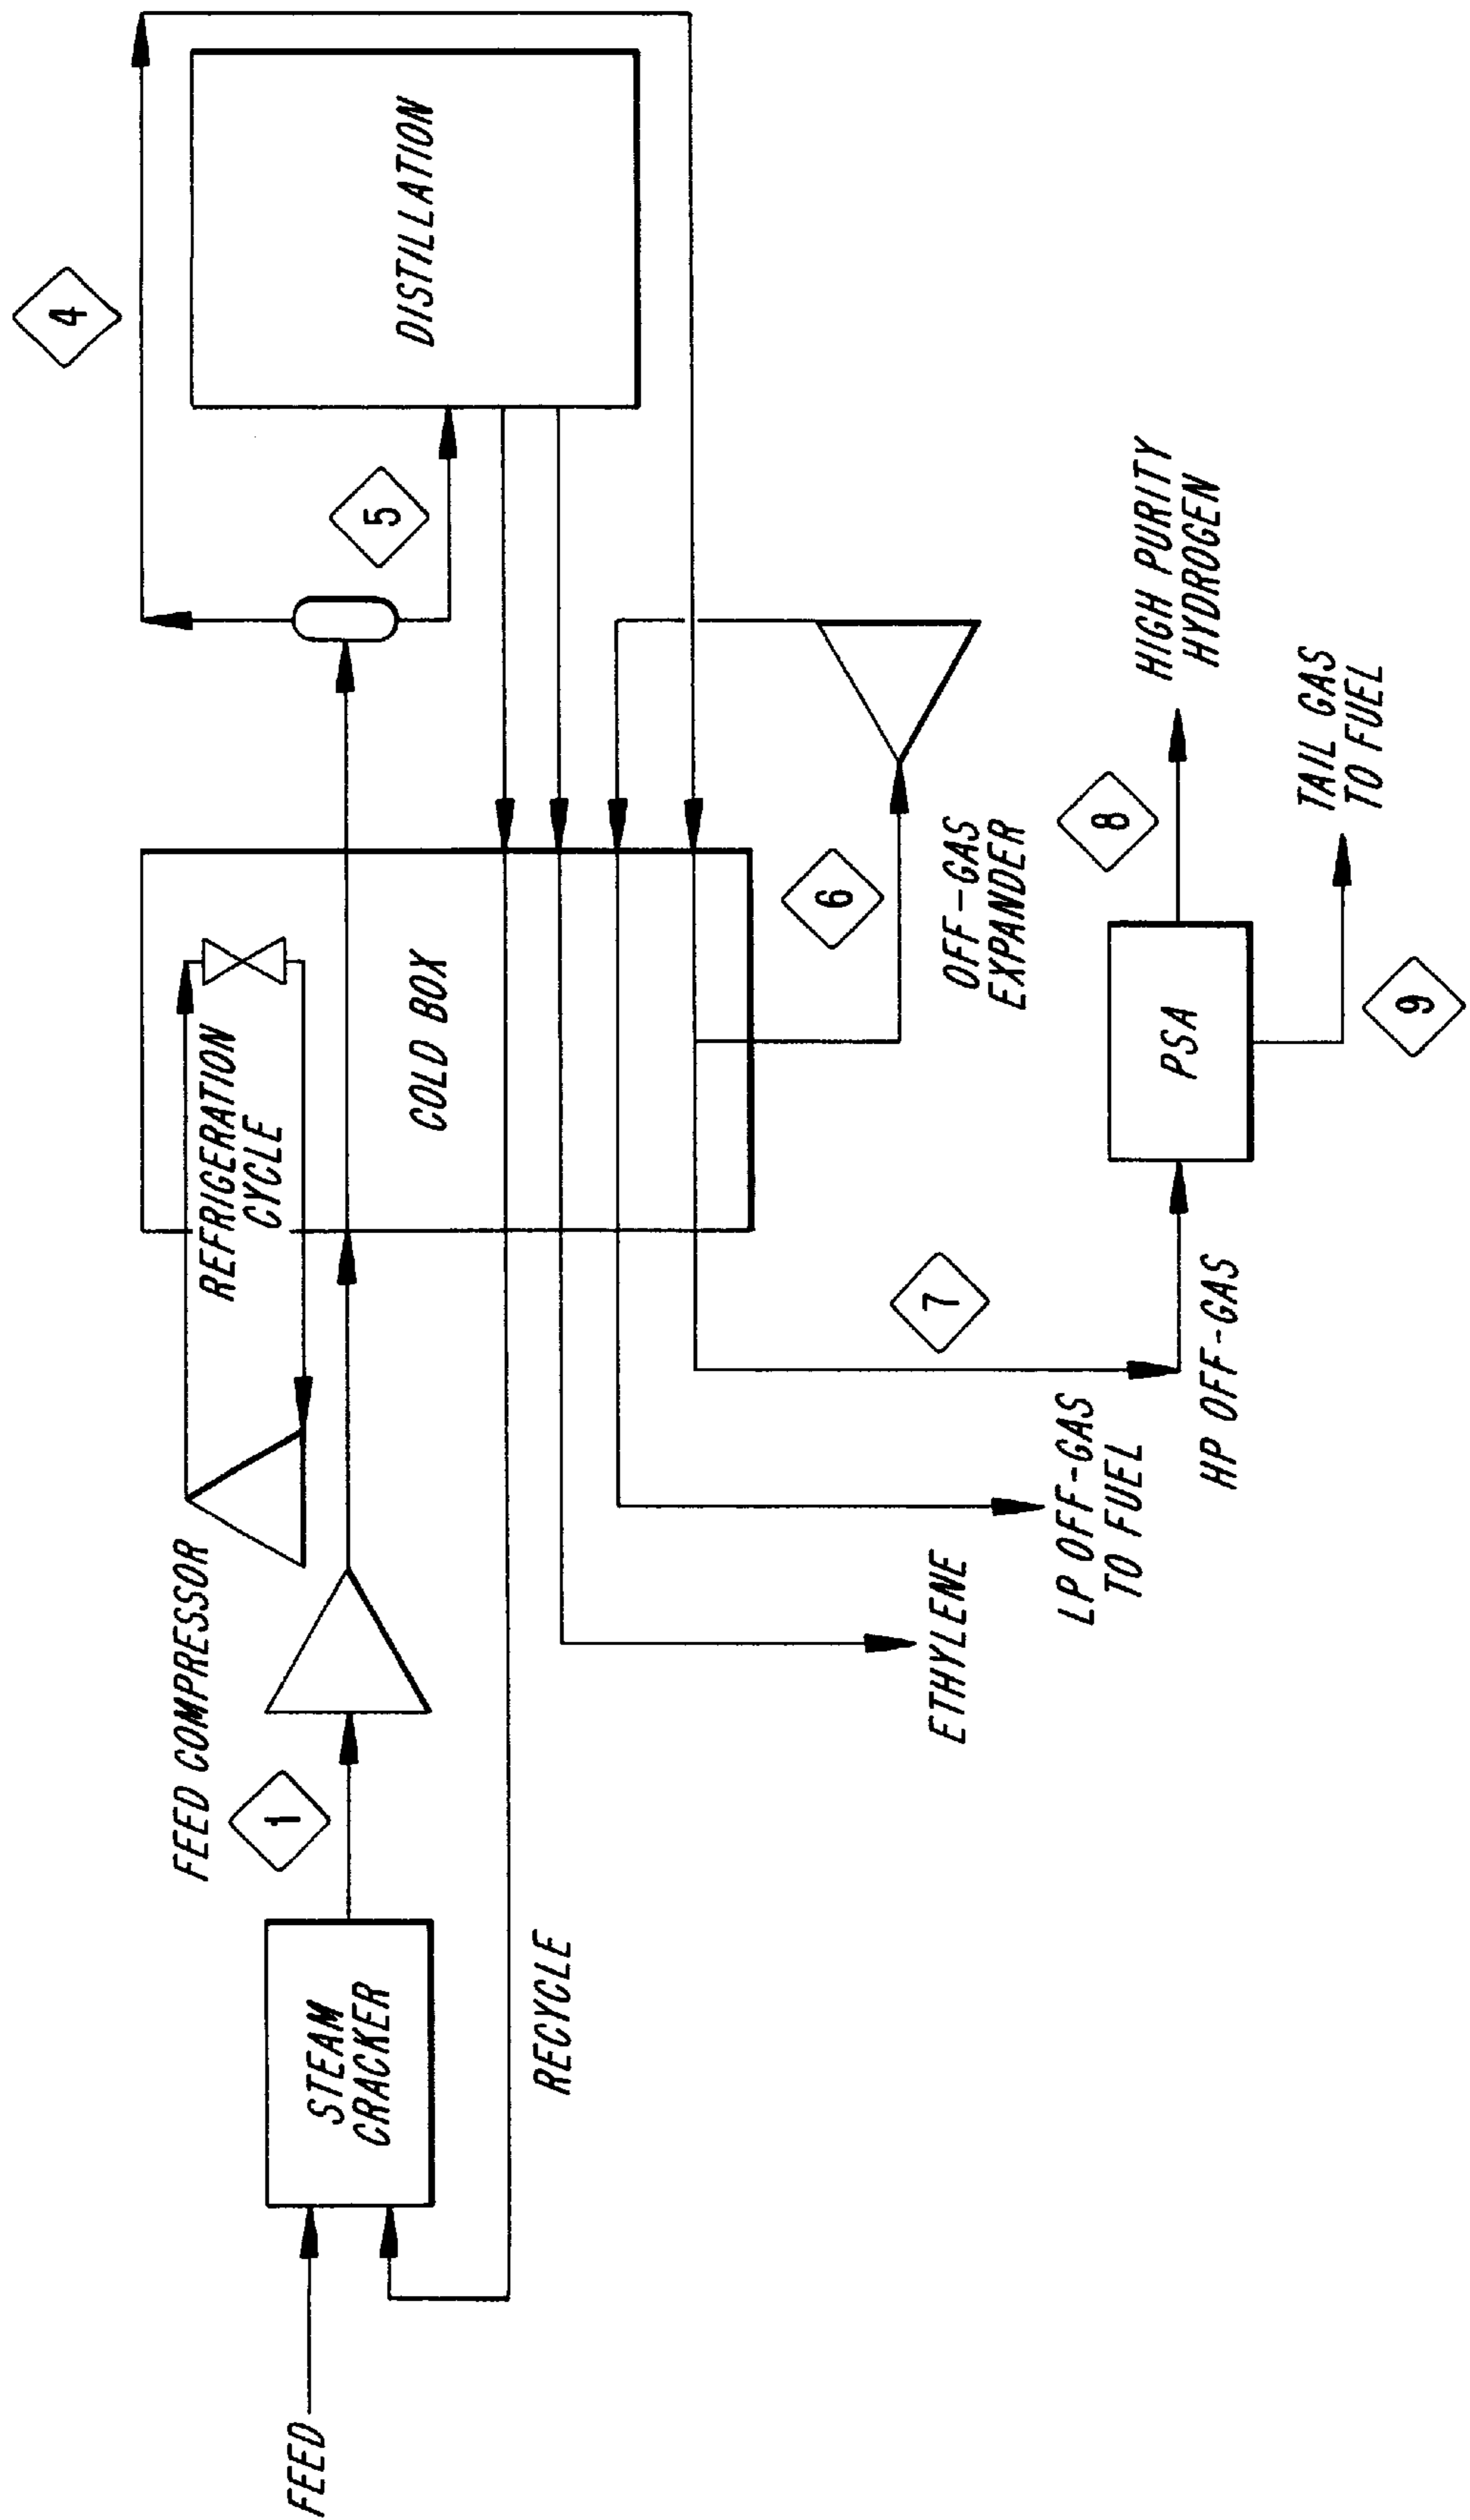 4
DISTILLATION
5
REFRIGERATION
CYCLE
COLD BOX
FEED COMPRESSOR
1
STEAM
CRACKER
FEED
RECYCLE
6
OFF-GAS
EXPANDER
7
HIGH PURITY
HYDROGEN
8
PSA
TAIL GAS
TO FUEL
9
HP OFF-GAS
LP OFF-GAS
TO FUEL
ETHYLENE